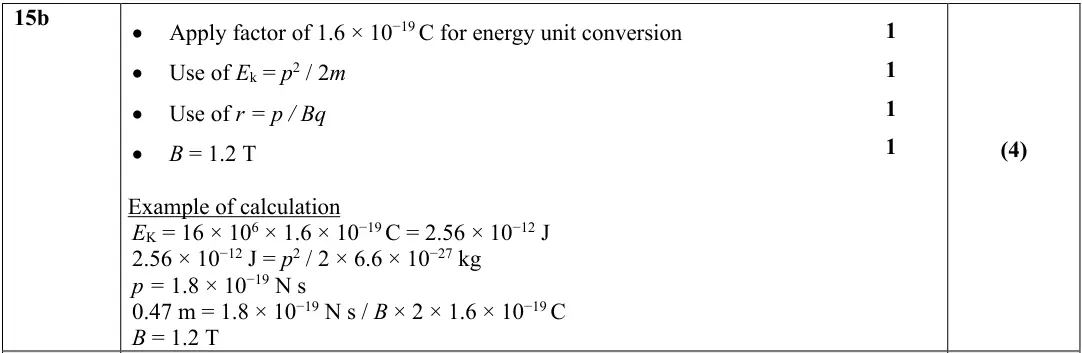 15b
• Apply factor of 1.6 × 10⁻¹⁹ C for energy unit conversion 1
• Use of Eₖ = p² / 2m 1
• Use of r = p / Bq 1
• B = 1.2 T 1 (4)
Example of calculation
E_K = 16 × 10⁶ × 1.6 × 10⁻¹⁹ C = 2.56 × 10⁻¹² J
2.56 × 10⁻¹² J = p² / 2 × 6.6 × 10⁻²⁷ kg
p = 1.8 × 10⁻¹⁹ N s
0.47 m = 1.8 × 10⁻¹⁹ N s / B × 2 × 1.6 × 10⁻¹⁹ C
B = 1.2 T